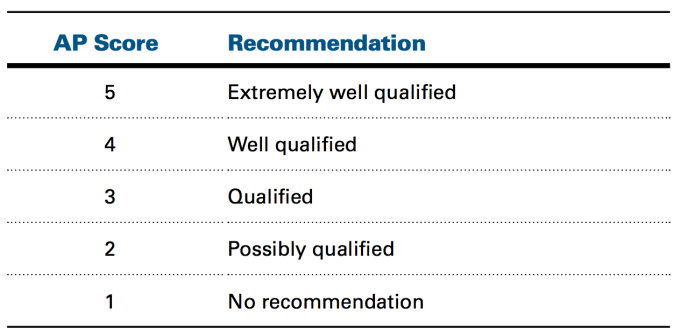 AP Score Recommendation
5 Extremely well qualified
4 Well qualified
3 Qualified
2 Possibly qualified
1 No recommendation